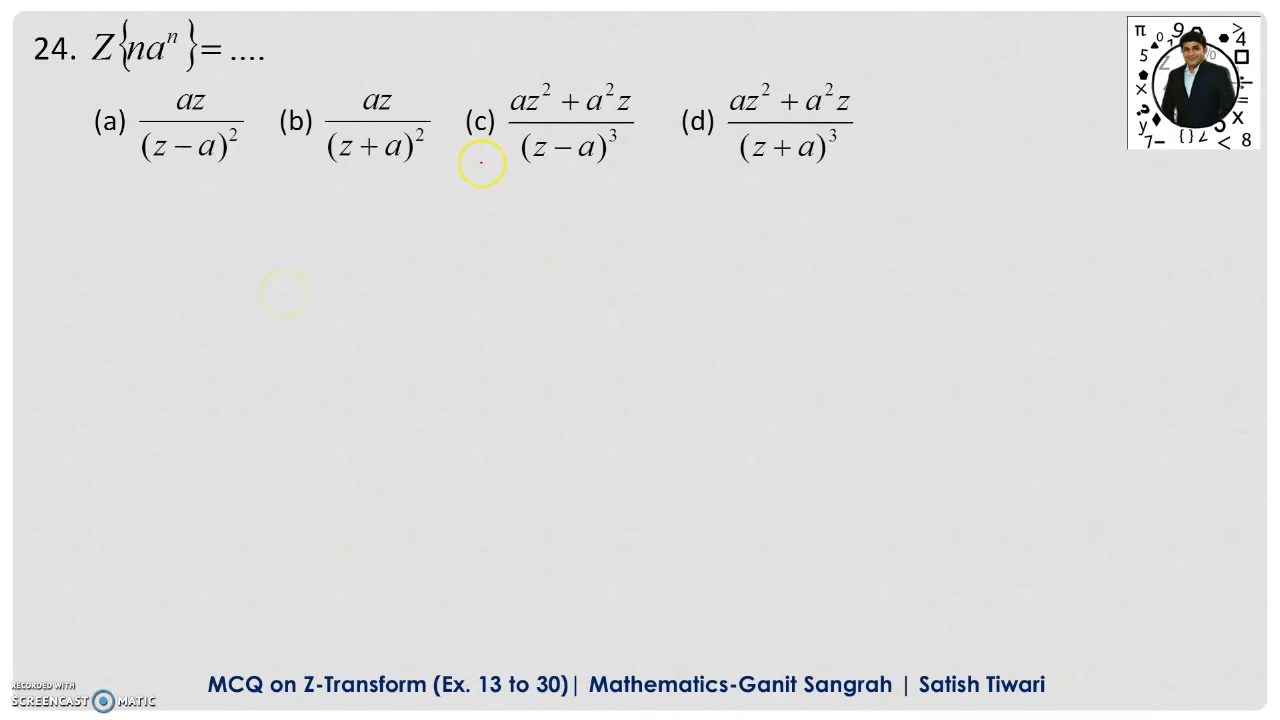 24. Z{naⁿ} = ....
(a) az/(z − a)² (b) az/(z + a)² (c) (az² + a²z)/(z − a)³ (d) (az² + a²z)/(z + a)³
RECORDED WITH
SCREENCAST MATIC
MCQ on Z-Transform (Ex. 13 to 30)| Mathematics-Ganit Sangrah | Satish Tiwari